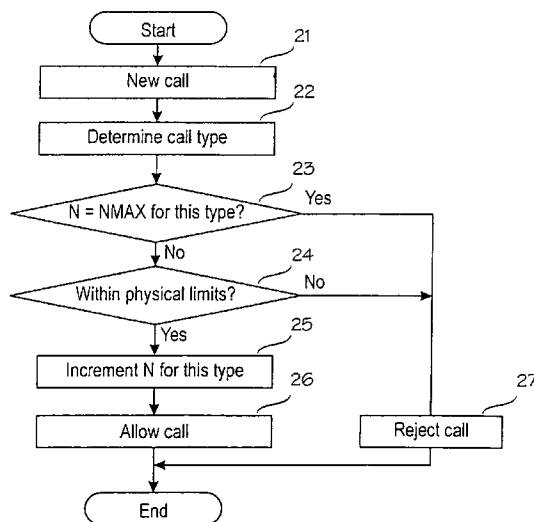 Start
21
New call
22
Determine call type
23
N = NMAX for this type?
Yes
No
24
Within physical limits?
No
Yes
25
Increment N for this type
26
Allow call
27
Reject call
End